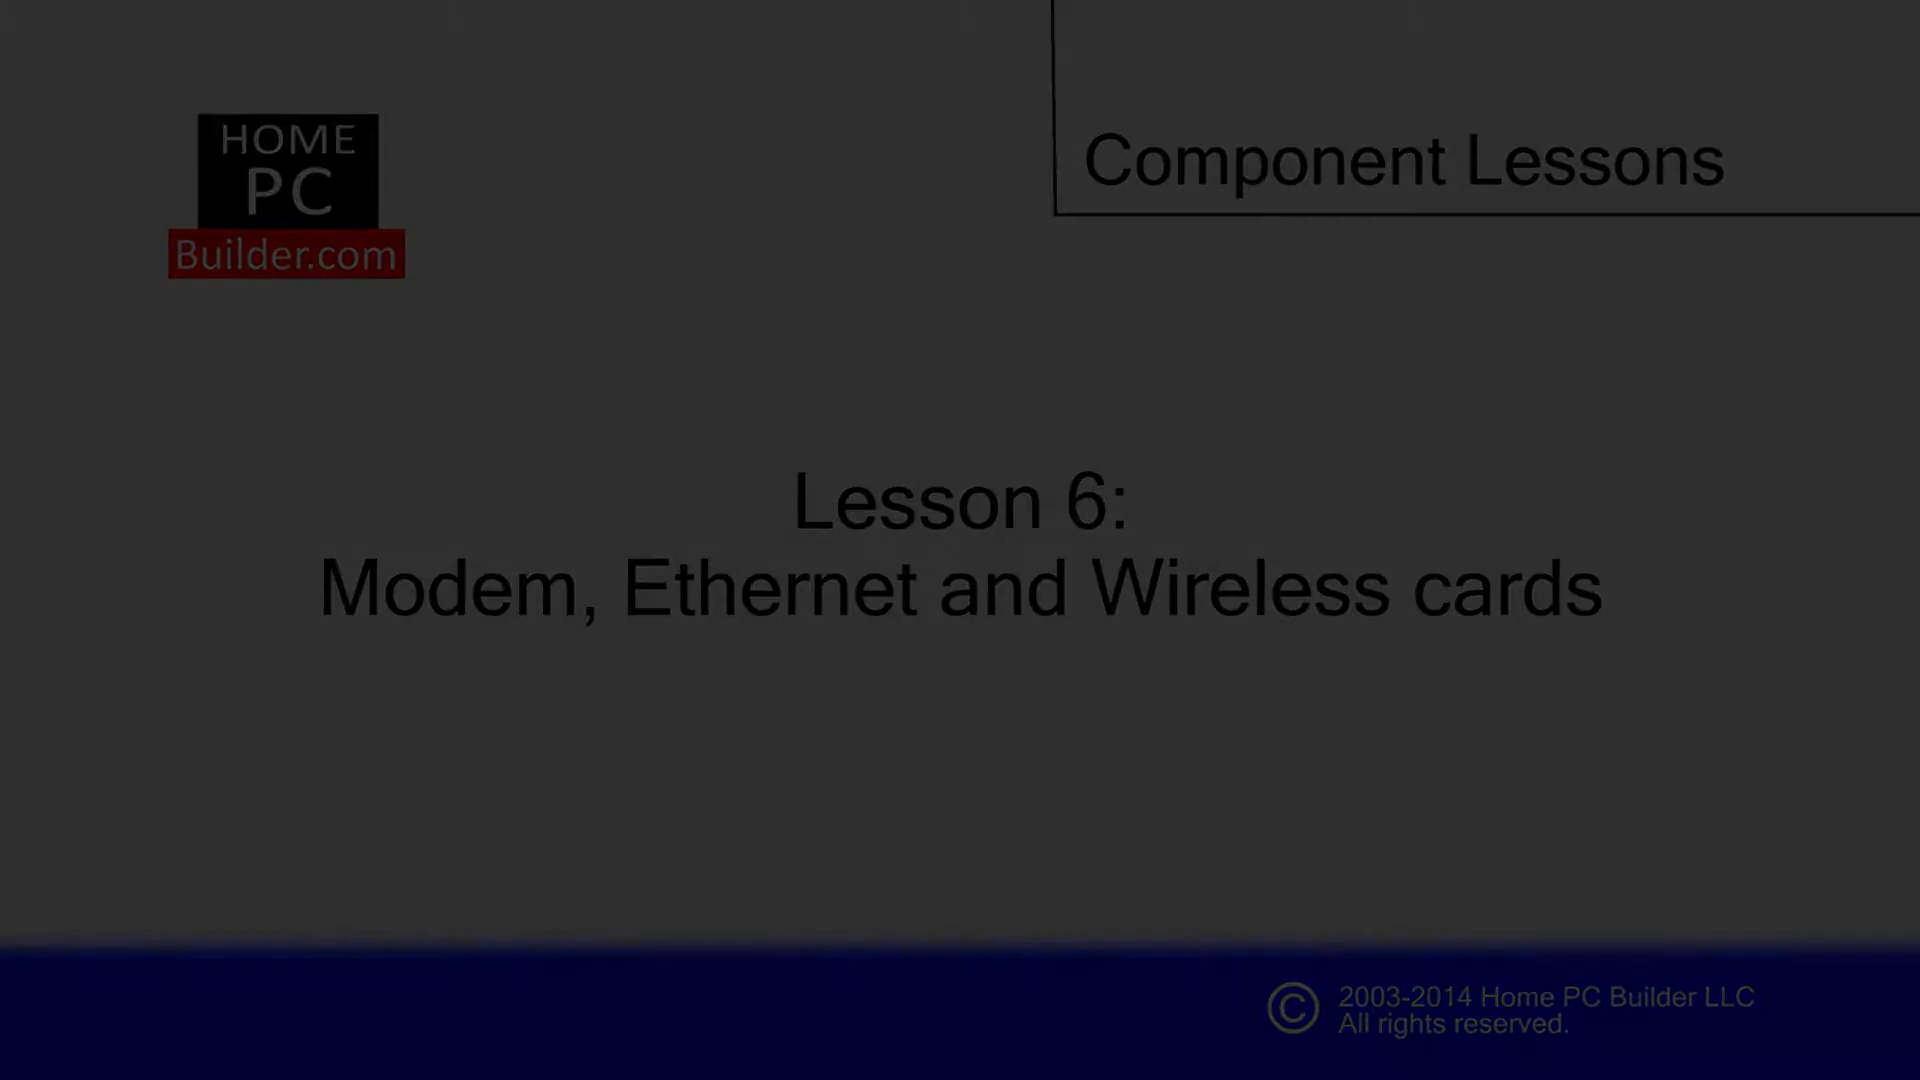 HOME
PC
Builder.com
Component Lessons
Lesson 6:
Modem, Ethernet and Wireless cards
© 2003-2014 Home PC Builder LLC
All rights reserved.